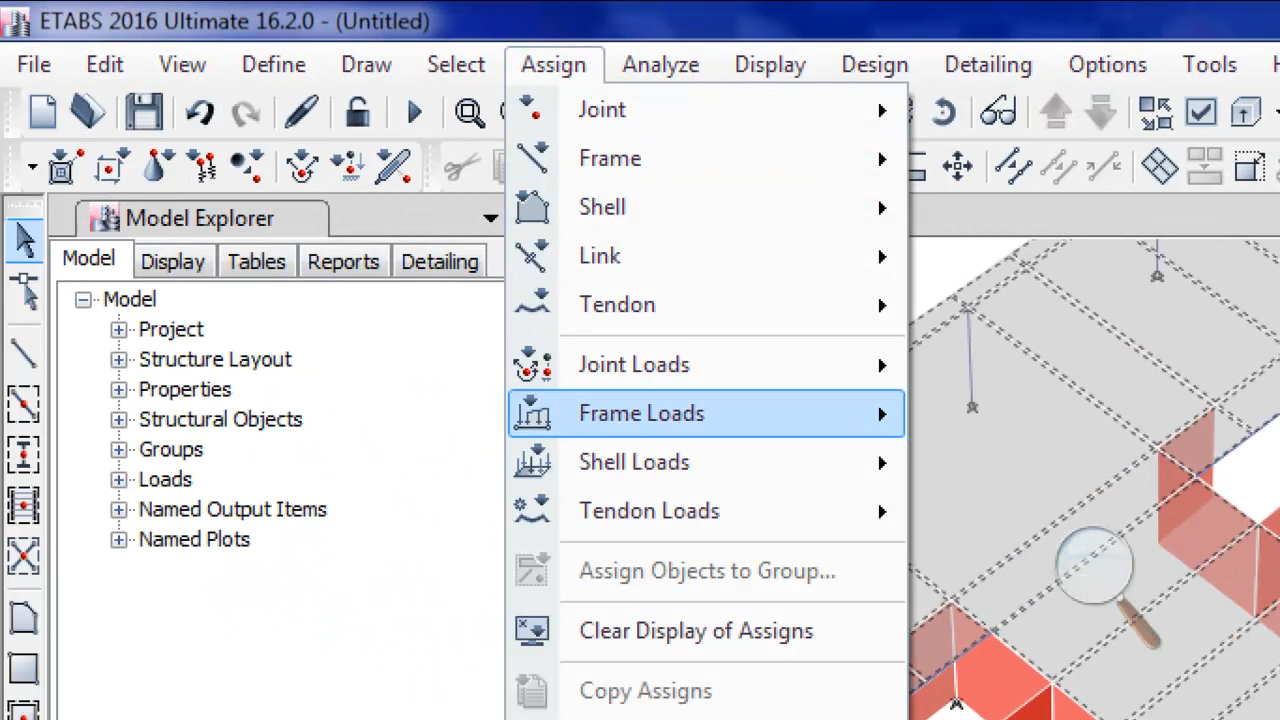 ETABS 2016 Ultimate 16.2.0 - (Untitled)
File Edit View Define Draw Select Assign Analyze Display Design Detailing Options Tools
Joint
Frame
Shell
Link
Tendon
Joint Loads
Frame Loads
Shell Loads
Tendon Loads
Assign Objects to Group...
Clear Display of Assigns
Copy Assigns
Model Explorer
Model Display Tables Reports Detailing
Model
Project
Structure Layout
Properties
Structural Objects
Groups
Loads
Named Output Items
Named Plots